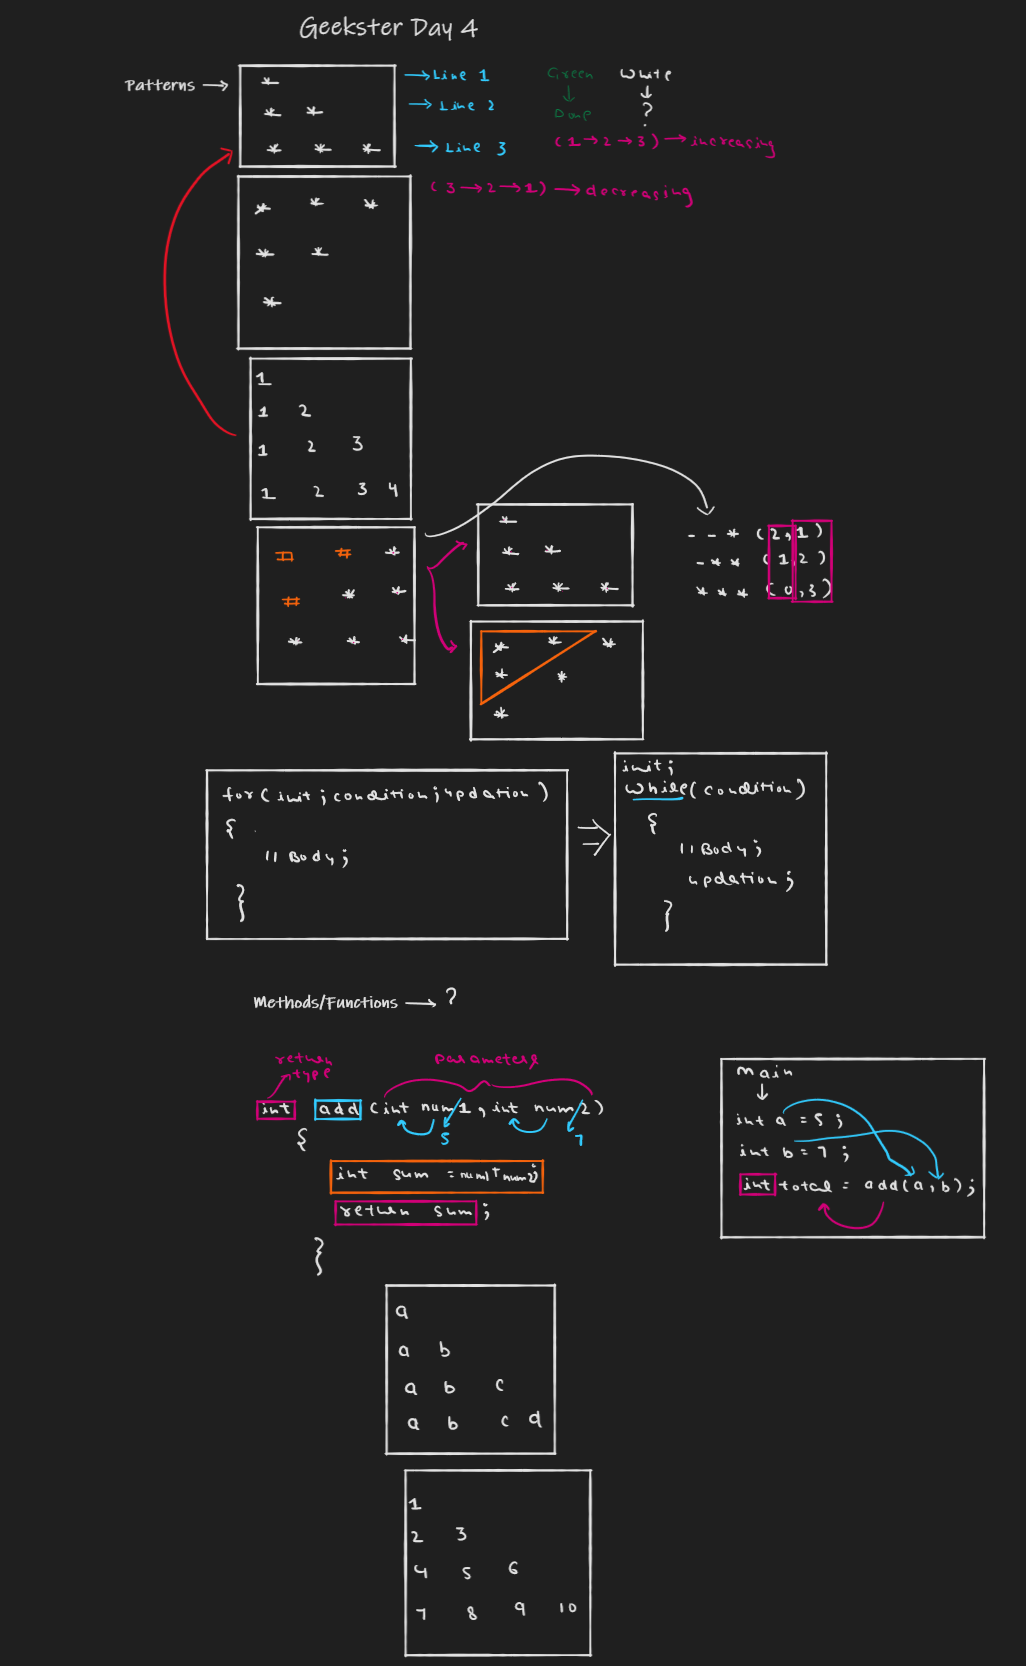 Geekster Day 4
Patterns → * → Line 1
* * → Line 2
* * * → Line 3
Green White
↓ ↓
Done ?
(1→2→3) → increasing
(3→2→1) → decreasing
* * *
* *
*
1
1 2
1 2 3
1 2 3 4
# # *
# * *
* * *
*
* *
* * *
- - * (2,1)
- * * (1,2)
* * * (0,3)
* * *
* *
*
for(init;condition;updation)
{
//Body;
}
⇒
init;
while(condition)
{
//Body;
updation;
}
Methods/Functions → ?
return type
Parameters
int add (int num1, int num2)
5 7
{
int sum = num1+num2;
return sum;
}
main
↓
int a = 5;
int b = 7;
int total = add(a,b);
a
a b
a b c
a b c d
1
2 3
4 5 6
7 8 9 10